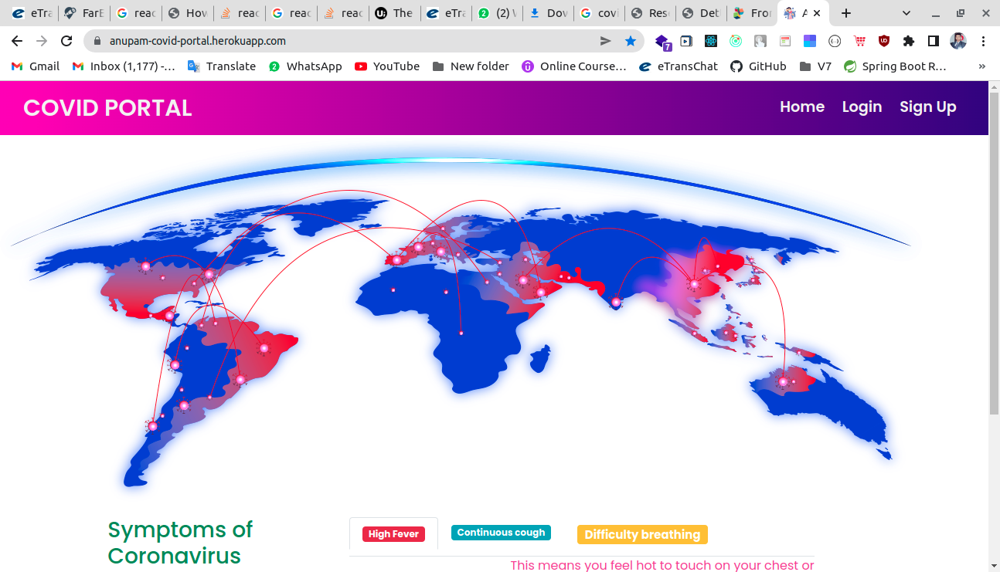 eTra
FarE
reac
How
reac
reac
reac
The
eTra
(2) W
Dov
covi
Res
Det
Fror
A
anupam-covid-portal.herokuapp.com
7
Gmail
Inbox (1,177) -...
Translate
WhatsApp
YouTube
New folder
Online Course...
eTransChat
GitHub
V7
Spring Boot R...
»
COVID PORTAL
Home
Login
Sign Up
Symptoms of
Coronavirus
High Fever
Continuous cough
Difficulty breathing
This means you feel hot to touch on your chest or